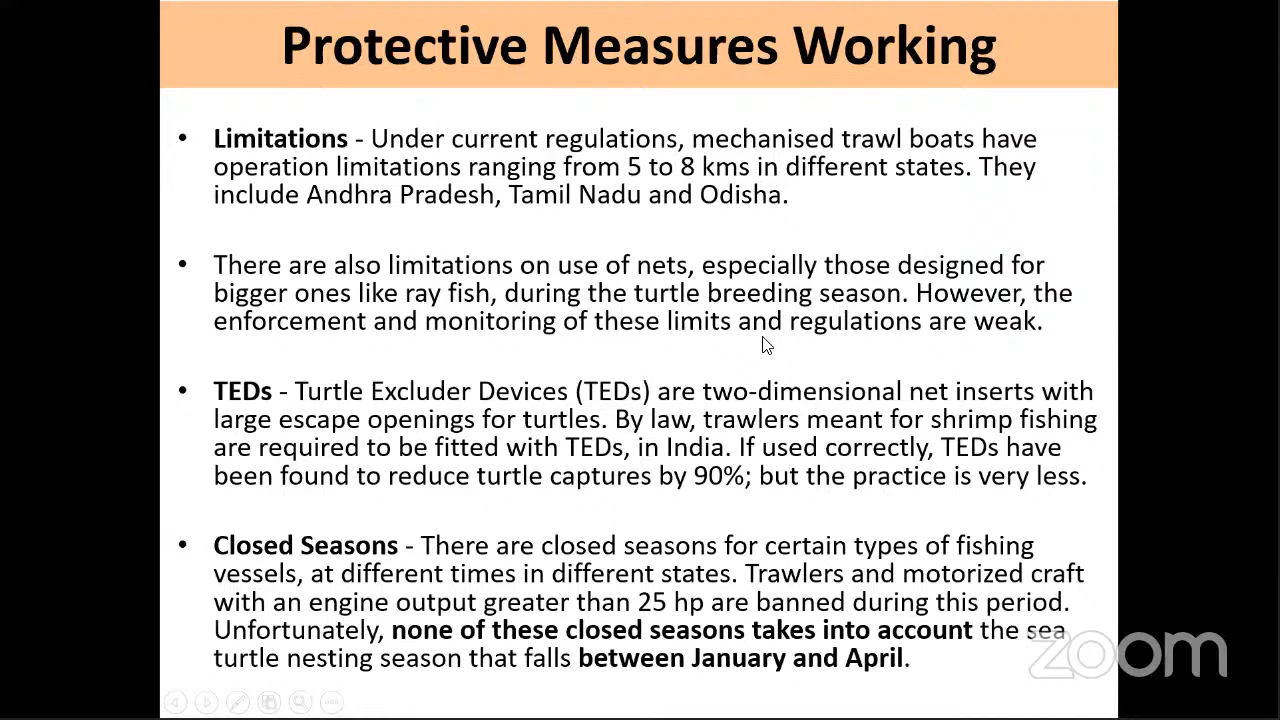 Protective Measures Working
• Limitations - Under current regulations, mechanised trawl boats have
operation limitations ranging from 5 to 8 kms in different states. They
include Andhra Pradesh, Tamil Nadu and Odisha.
• There are also limitations on use of nets, especially those designed for
bigger ones like ray fish, during the turtle breeding season. However, the
enforcement and monitoring of these limits and regulations are weak.
• TEDs - Turtle Excluder Devices (TEDs) are two-dimensional net inserts with
large escape openings for turtles. By law, trawlers meant for shrimp fishing
are required to be fitted with TEDs, in India. If used correctly, TEDs have
been found to reduce turtle captures by 90%; but the practice is very less.
• Closed Seasons - There are closed seasons for certain types of fishing
vessels, at different times in different states. Trawlers and motorized craft
with an engine output greater than 25 hp are banned during this period.
Unfortunately, none of these closed seasons takes into account the sea
turtle nesting season that falls between January and April.
zoom